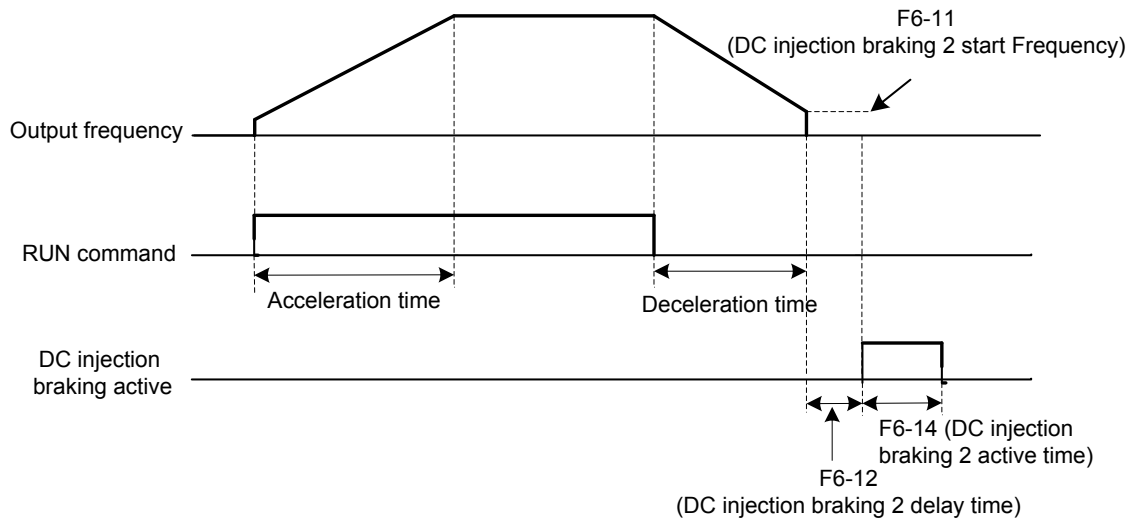 F6-11
(DC injection braking 2 start Frequency)
Output frequency
RUN command
Acceleration time
Deceleration time
DC injection
braking active
F6-14 (DC injection
braking 2 active time)
F6-12
(DC injection braking 2 delay time)